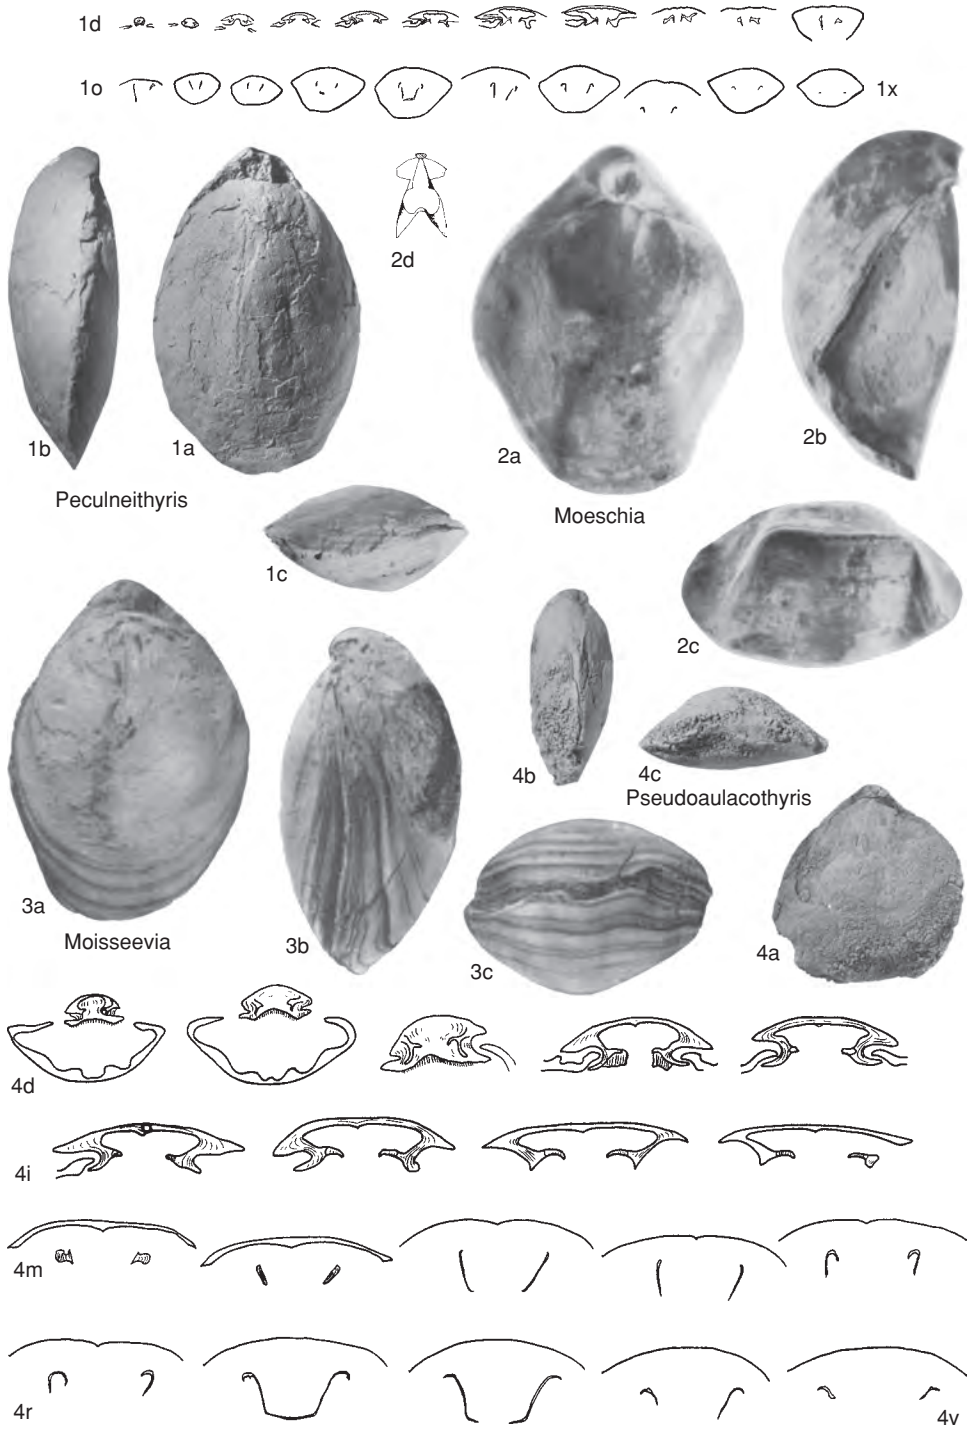 1d
1o
1x
2d
1b
1a
2a
2b
Peculneithyris
Moeschia
1c
2c
4b
4c
Pseudoaulacothyris
3a
Moisseevia
3b
3c
4a
4d
4i
4m
4r
4v